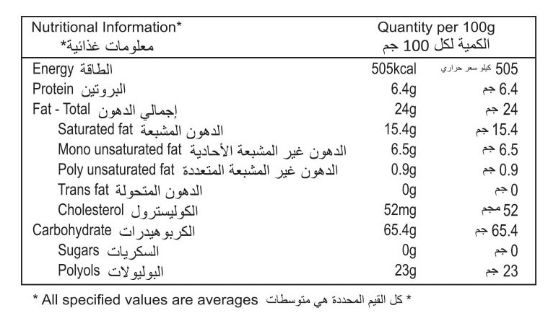 Nutritional Information* Quantity per 100g
معلومات غذائية* الكمية لكل 100 جم
Energy الطاقة 505kcal 505 كيلو سعر حراري
Protein البروتين 6.4g 6.4 جم
Fat - Total إجمالي الدهون 24g 24 جم
Saturated fat الدهون المشبعة 15.4g 15.4 جم
Mono unsaturated fat الدهون غير المشبعة الأحادية 6.5g 6.5 جم
Poly unsaturated fat الدهون غير المشبعة المتعددة 0.9g 0.9 جم
Trans fat الدهون المتحولة 0g 0 جم
Cholesterol الكوليسترول 52mg 52 مجم
Carbohydrate الكربوهيدرات 65.4g 65.4 جم
Sugars السكريات 0g 0 جم
Polyols البوليولات 23g 23 جم
* All specified values are averages كل القيم المحددة هي متوسطات *